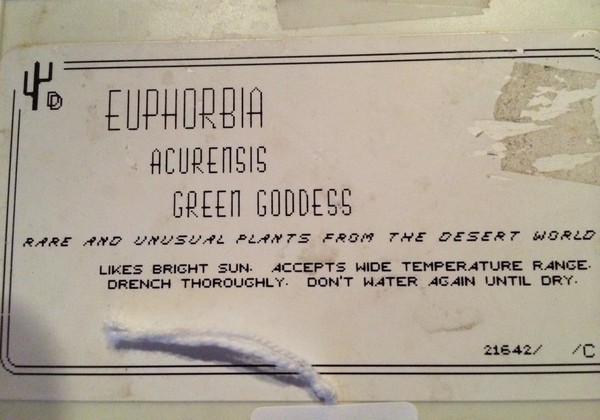 D
EUPHORBIA
ACURENSIS
GREEN GODDESS
RARE AND UNUSUAL PLANTS FROM THE DESERT WORLD
LIKES BRIGHT SUN. ACCEPTS WIDE TEMPERATURE RANGE.
DRENCH THOROUGHLY. DON'T WATER AGAIN UNTIL DRY.
21642/ /C